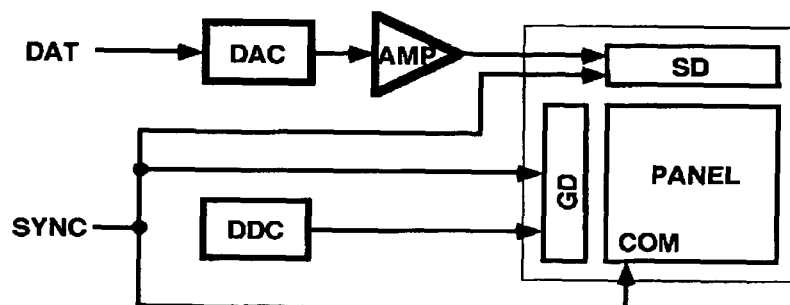 DAT
DAC
AMP
SD
GD
PANEL
SYNC
DDC
COM